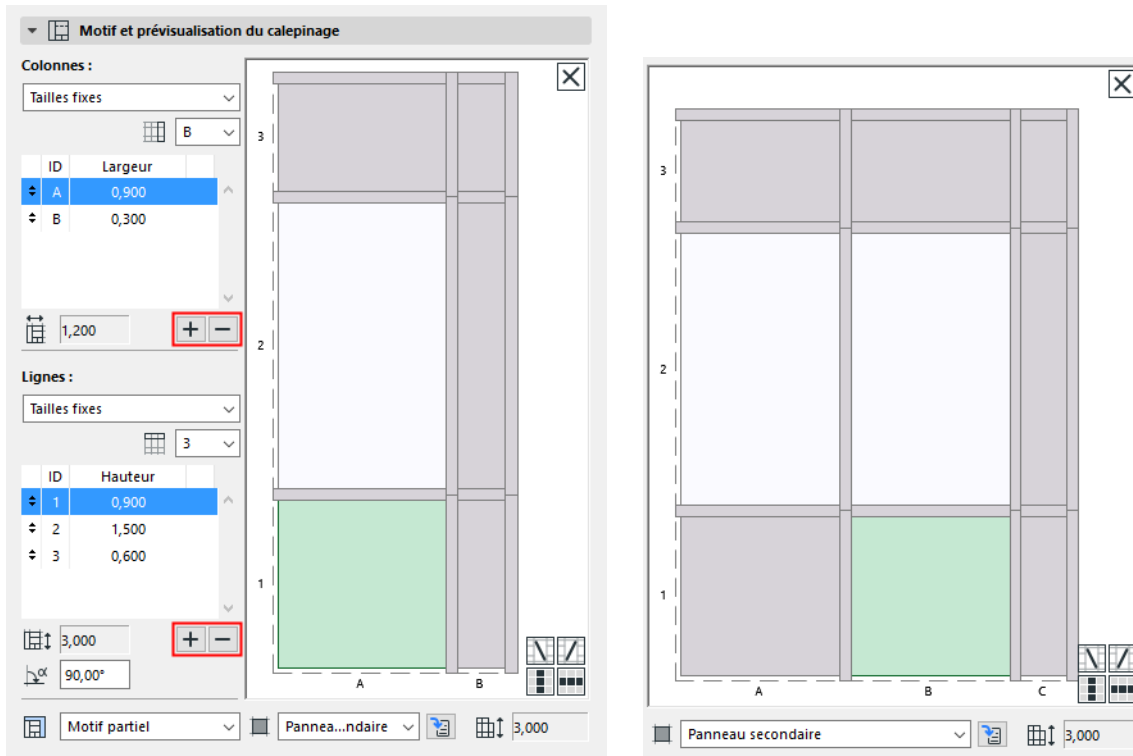 Motif et prévisualisation du calepinage
Colonnes :
Tailles fixes
B
ID Largeur
A 0,900
B 0,300
1,200
Lignes :
Tailles fixes
3
ID Hauteur
1 0,900
2 1,500
3 0,600
3,000
α 90,00°
Motif partiel
3
2
1
A B
Pannea...ndaire
3,000
3
2
1
A B C
Panneau secondaire
3,000